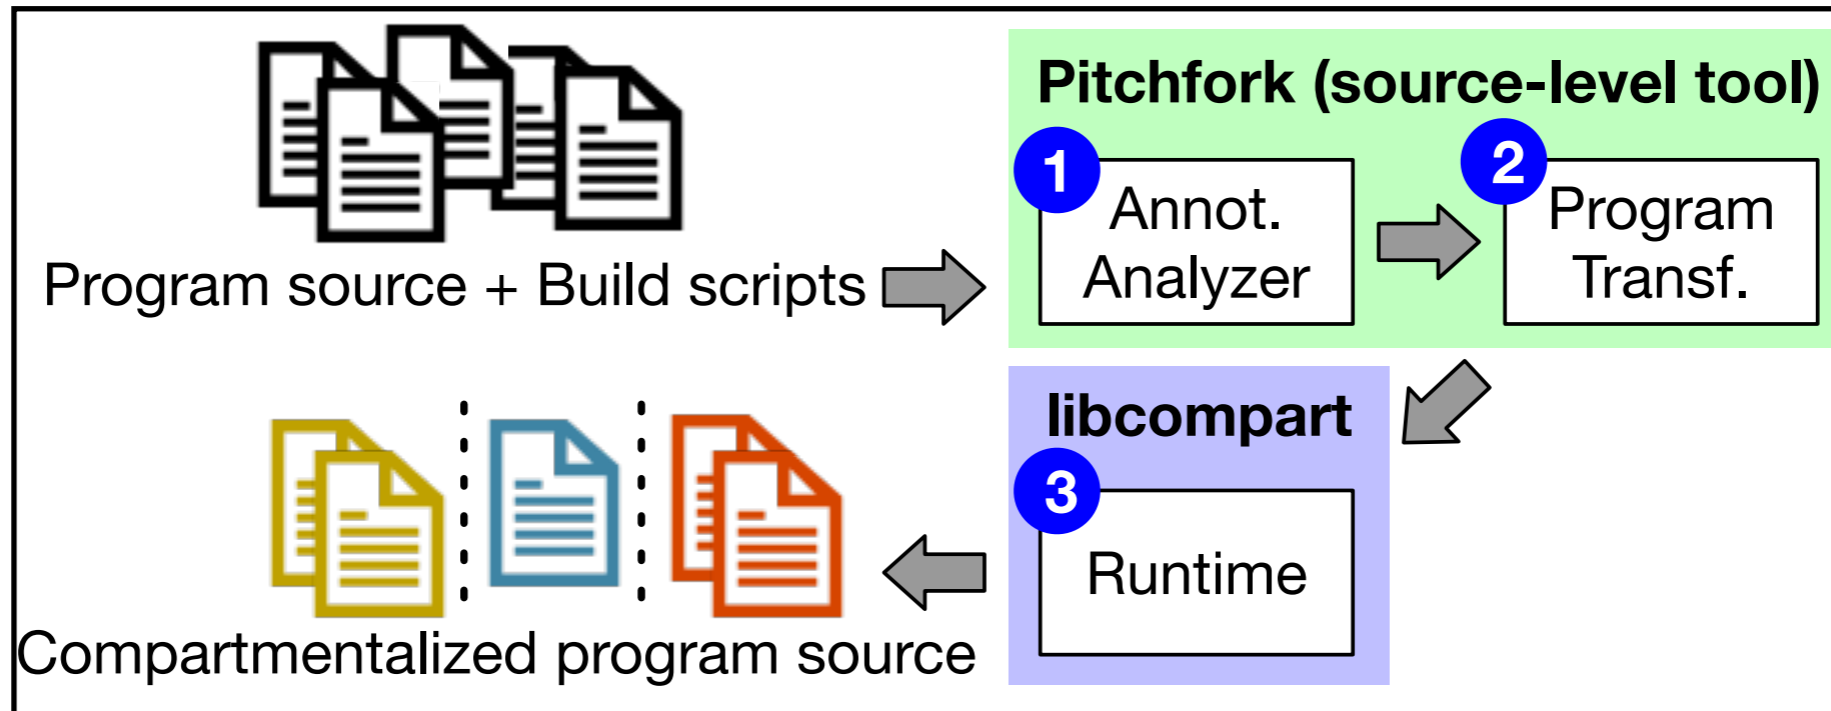 Pitchfork (source-level tool)
1
Annot.
Analyzer
2
Program
Transf.
Program source + Build scripts
libcompart
3
Runtime
Compartmentalized program source